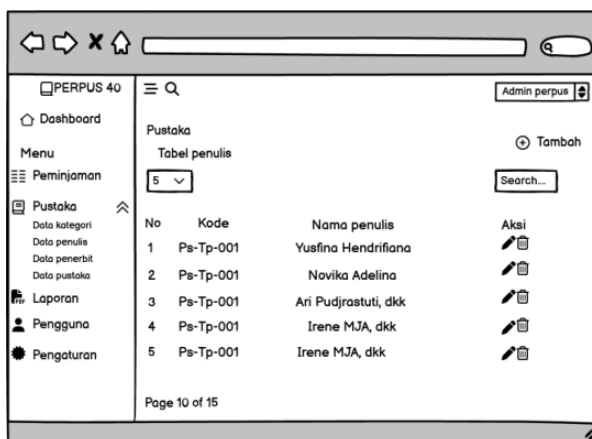 PERPUS 40
Admin perpus
Dashboard
Pustaka
Tambah
Menu
Tabel penulis
Peminjaman
5
Search...
Pustaka
Data kategori
Data penulis
Data penerbit
Data pustaka
Laporan
Pengguna
Pengaturan
No Kode Nama penulis Aksi
1 Ps-Tp-001 Yusfina Hendrifiana
2 Ps-Tp-001 Novika Adelina
3 Ps-Tp-001 Ari Pudjrastuti, dkk
4 Ps-Tp-001 Irene MJA, dkk
5 Ps-Tp-001 Irene MJA, dkk
Page 10 of 15